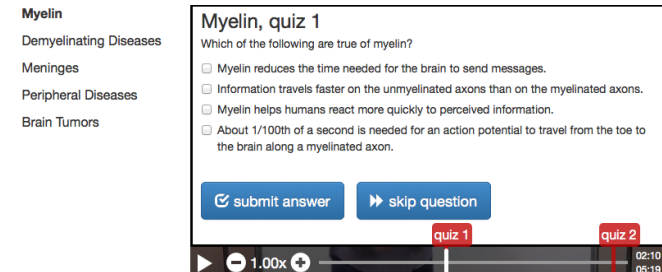 Myelin
Demyelinating Diseases
Meninges
Peripheral Diseases
Brain Tumors
Myelin, quiz 1
Which of the following are true of myelin?
Myelin reduces the time needed for the brain to send messages.
Information travels faster on the unmyelinated axons than on the myelinated axons.
Myelin helps humans react more quickly to perceived information.
About 1/100th of a second is needed for an action potential to travel from the toe to
the brain along a myelinated axon.
submit answer
skip question
quiz 1
quiz 2
1.00x
02:10
05:19